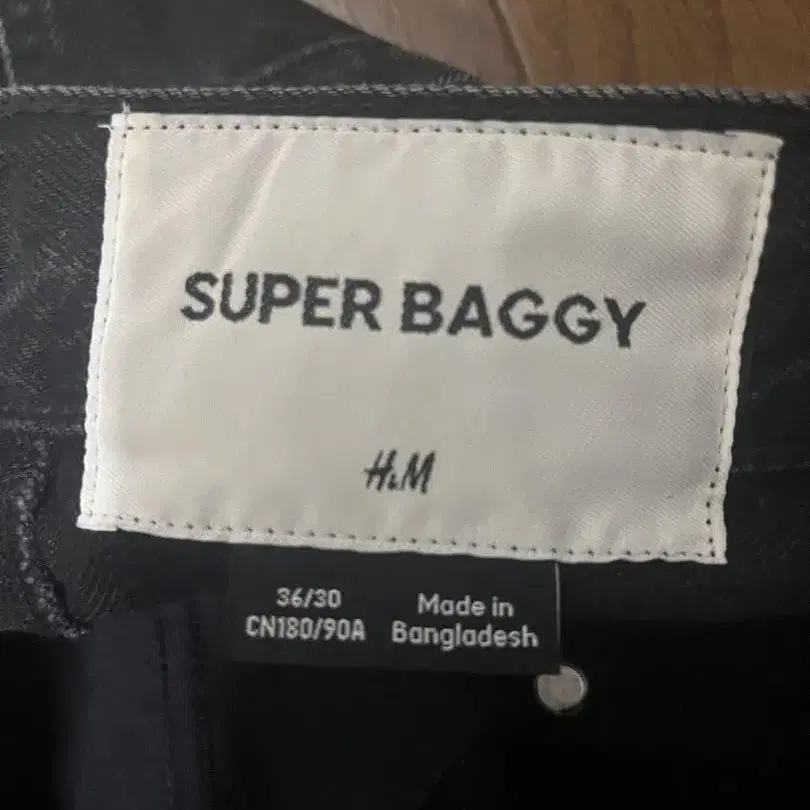 SUPER BAGGY
H&M
36/30
CN180/90A
Made in
Bangladesh